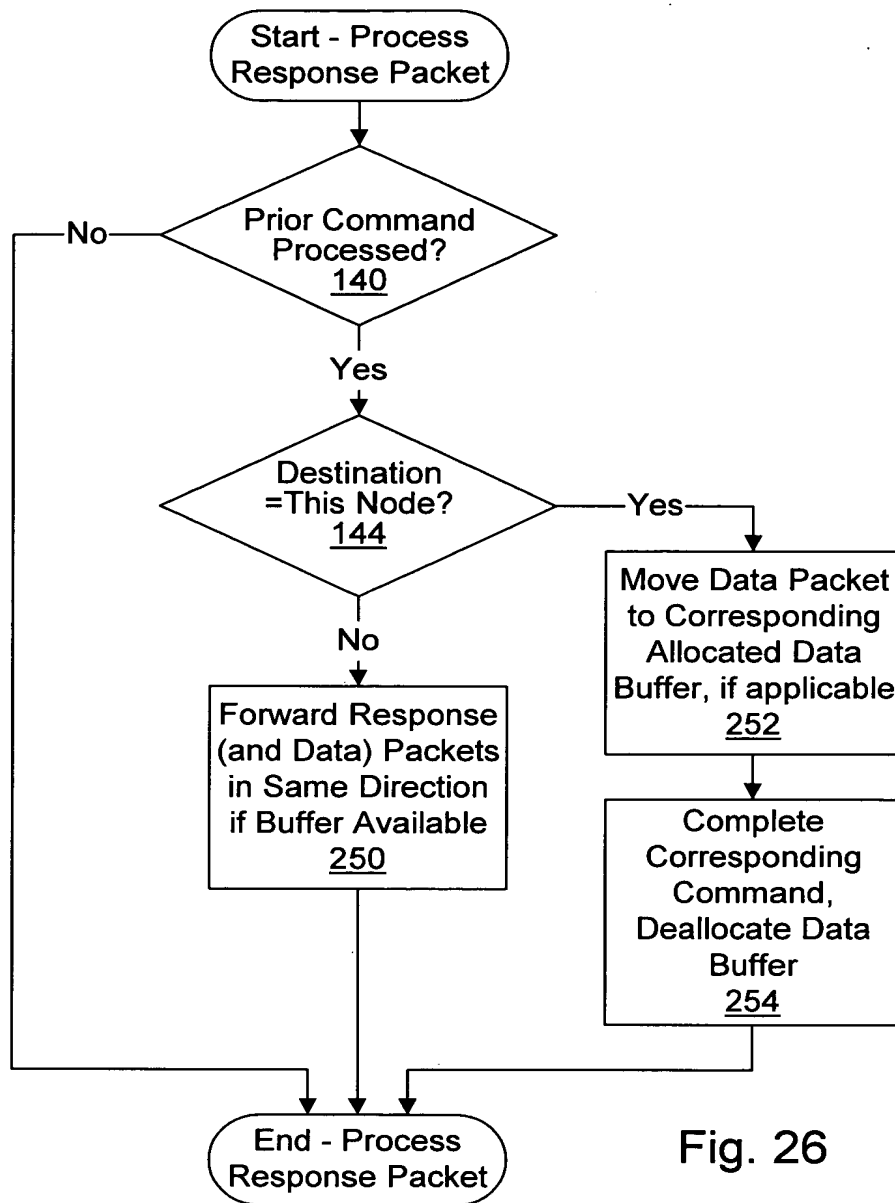 Start - Process
Response Packet
Prior Command
Processed?
140
No
Yes
Destination
=This Node?
144
Yes
No
Move Data Packet
to Corresponding
Allocated Data
Buffer, if applicable
252
Forward Response
(and Data) Packets
in Same Direction
if Buffer Available
250
Complete
Corresponding
Command,
Deallocate Data
Buffer
254
End - Process
Response Packet
Fig. 26